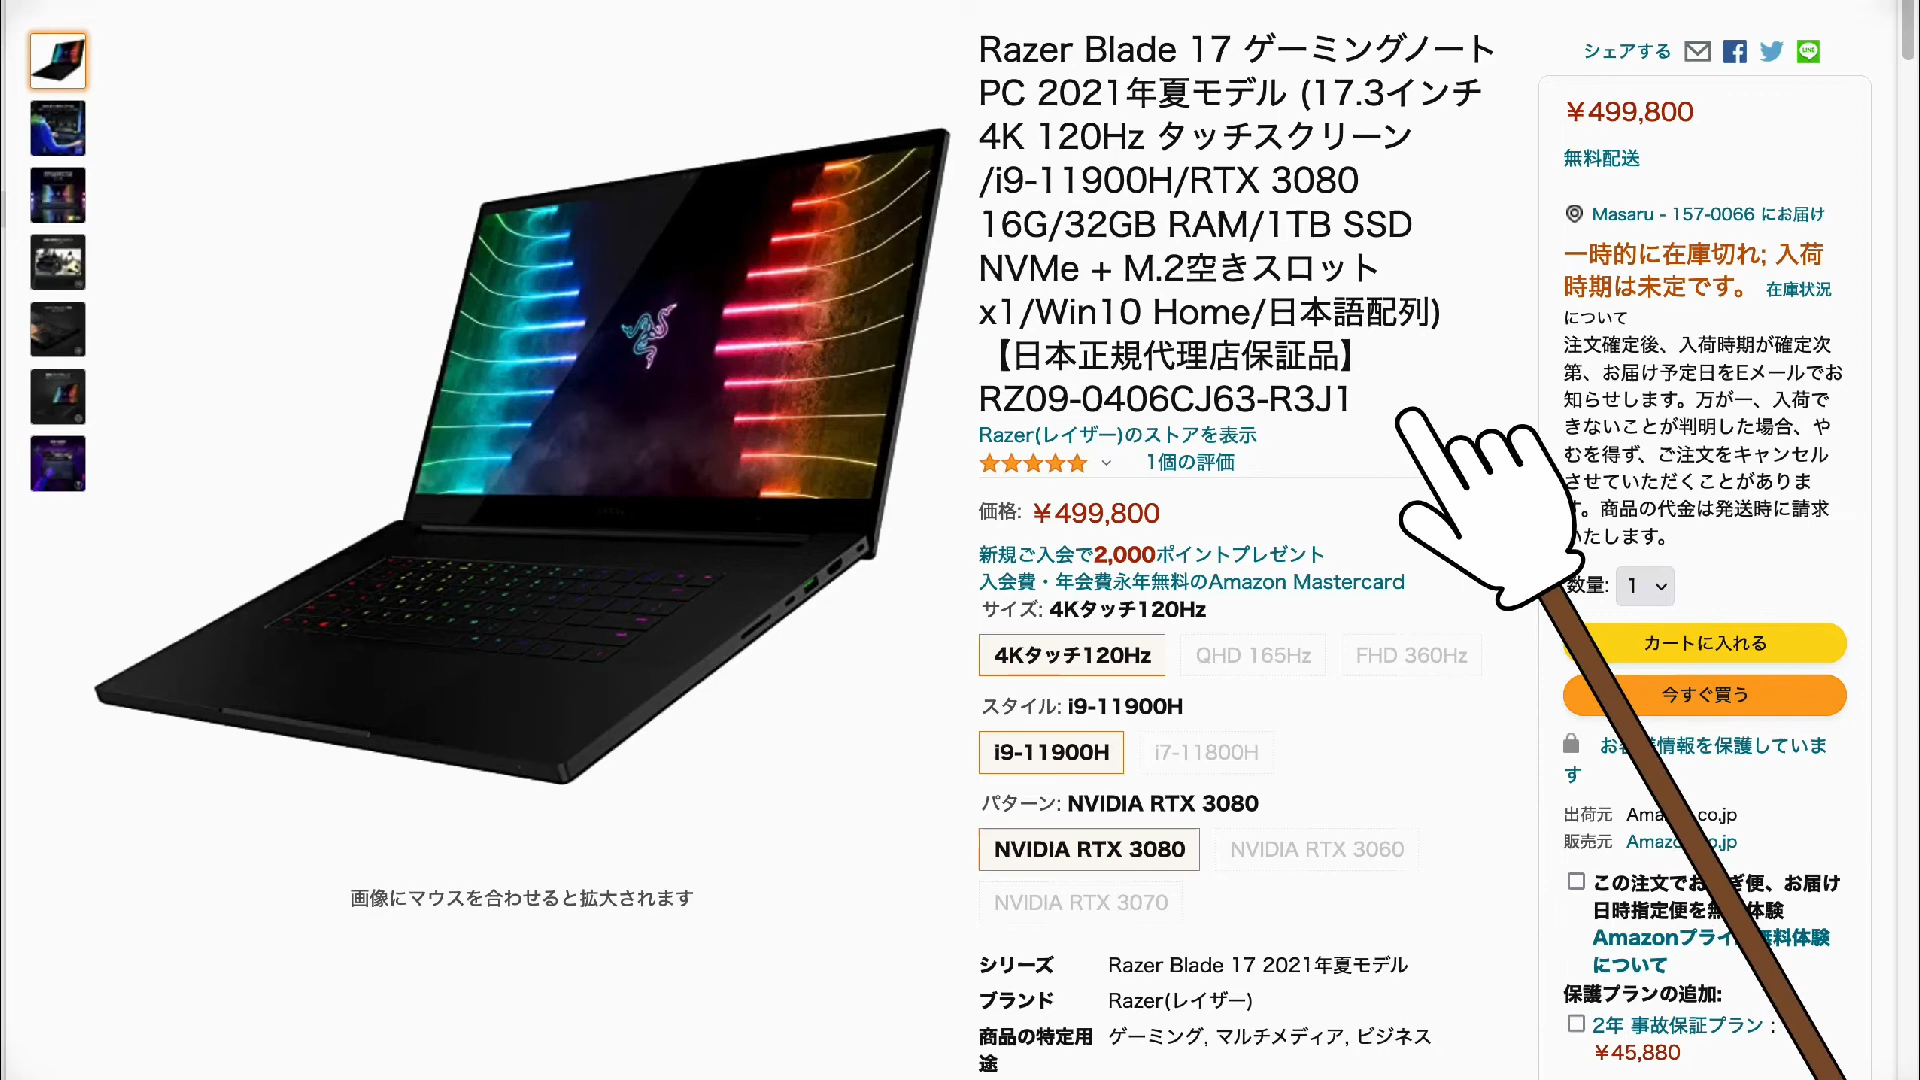 Razer Blade 17 ゲーミングノート
PC 2021年夏モデル (17.3インチ
4K 120Hz タッチスクリーン
/i9-11900H/RTX 3080
16G/32GB RAM/1TB SSD
NVMe + M.2空きスロット
x1/Win10 Home/日本語配列)
【日本正規代理店保証品】
RZ09-0406CJ63-R3J1
Razer(レイザー)のストアを表示
1個の評価
価格: ￥499,800
新規ご入会で2,000ポイントプレゼント
入会費・年会費永年無料のAmazon Mastercard
サイズ: 4Kタッチ120Hz
4Kタッチ120Hz QHD 165Hz FHD 360Hz
スタイル: i9-11900H
i9-11900H i7-11800H
パターン: NVIDIA RTX 3080
NVIDIA RTX 3080 NVIDIA RTX 3060
NVIDIA RTX 3070
シリーズ Razer Blade 17 2021年夏モデル
ブランド Razer(レイザー)
商品の特定用 ゲーミング, マルチメディア, ビジネス
途
画像にマウスを合わせると拡大されます
シェアする
￥499,800
無料配送
Masaru - 157-0066 にお届け
一時的に在庫切れ; 入荷
時期は未定です。 在庫状況
について
注文確定後、入荷時期が確定次
第、お届け予定日をEメールでお
知らせします。万が一、入荷で
きないことが判明した場合、や
むを得ず、ご注文をキャンセル
させていただくことがありま
す。商品の代金は発送時に請求
いたします。
数量: 1
カートに入れる
今すぐ買う
お 情報を保護していま
す
出荷元 Ama .co.jp
販売元 Amazo o.jp
この注文でお ぎ便、お届け
日時指定便を無 体験
Amazonプライ 無料体験
について
保護プランの追加:
2年 事故保証プラン :
￥45,880